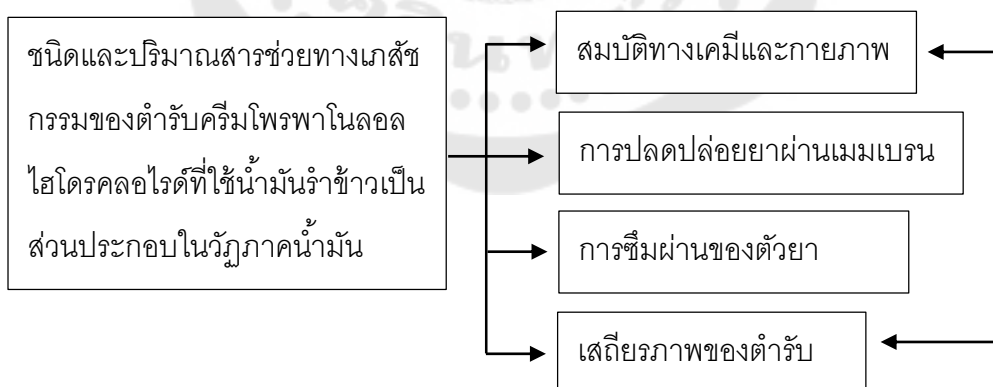 ชนิดและปริมาณสารช่วยทางเภสัช
กรรมของตำรับครีมโพรพาโนลอล
ไฮโดรคลอไรด์ที่ใช้น้ำมันรำข้าวเป็น
ส่วนประกอบในวัฏภาคน้ำมัน
สมบัติทางเคมีและกายภาพ
การปลดปล่อยยาผ่านเมมเบรน
การซึมผ่านของตัวยา
เสถียรภาพของตำรับ